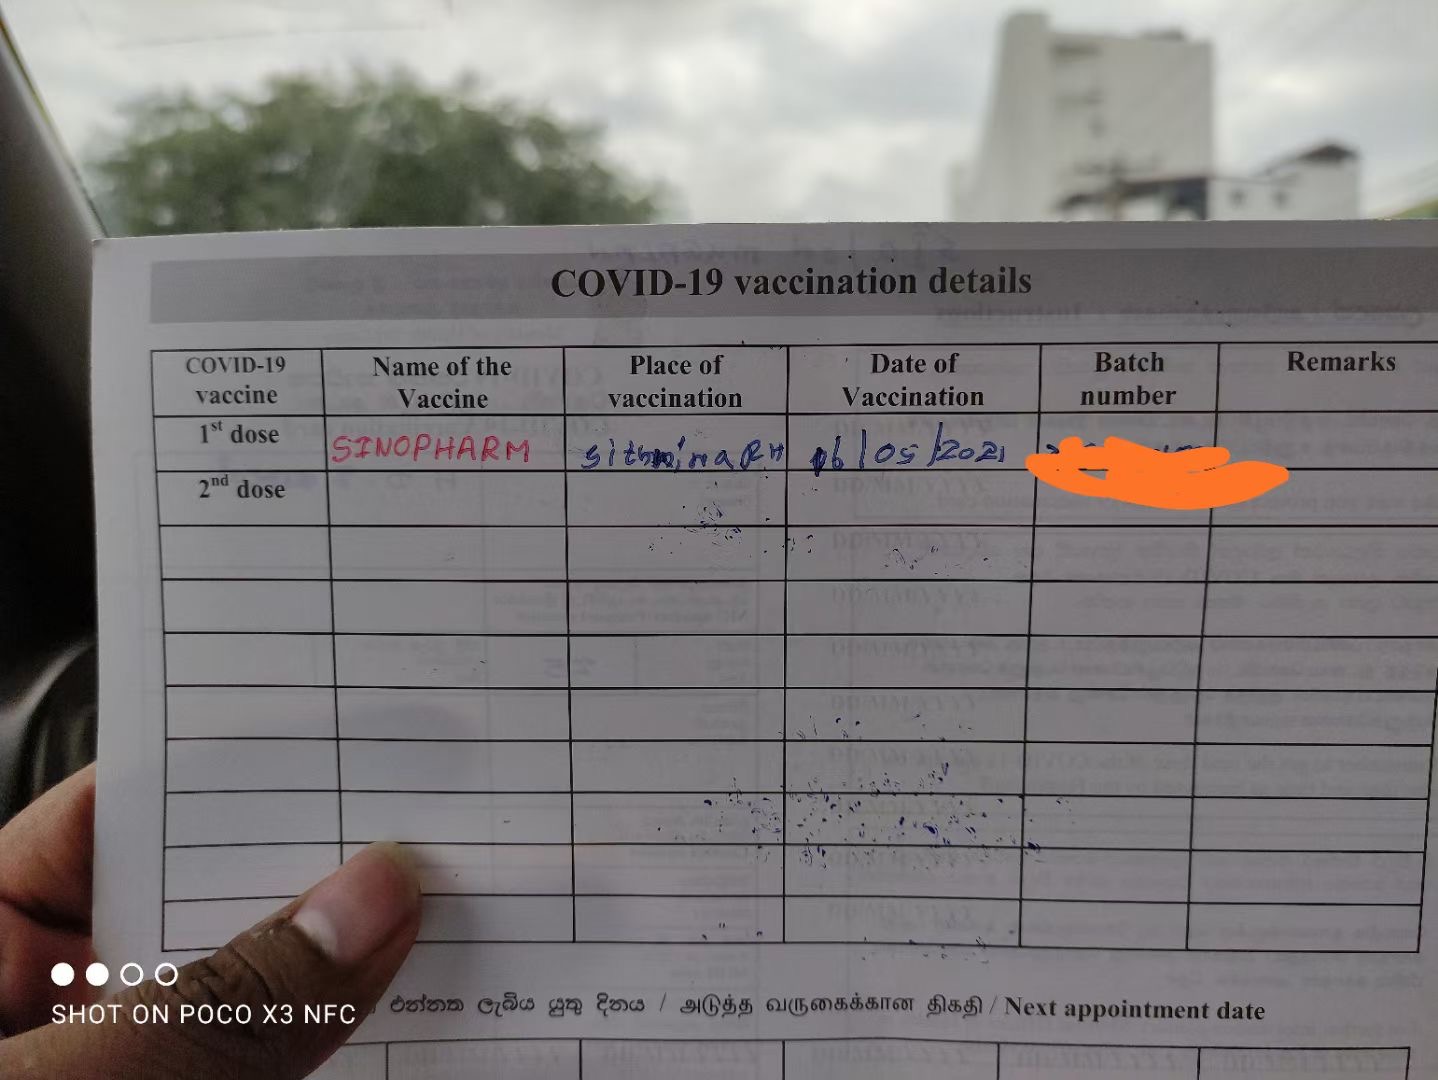 COVID-19 vaccination details
COVID-19 vaccine Name of the Vaccine Place of vaccination Date of Vaccination Batch number Remarks
1st dose SINOPHARM 06/05/2021
2nd dose
එන්නත ලැබිය යුතු දිනය / அடுத்த வருகைக்கான திகதி / Next appointment date
SHOT ON POCO X3 NFC